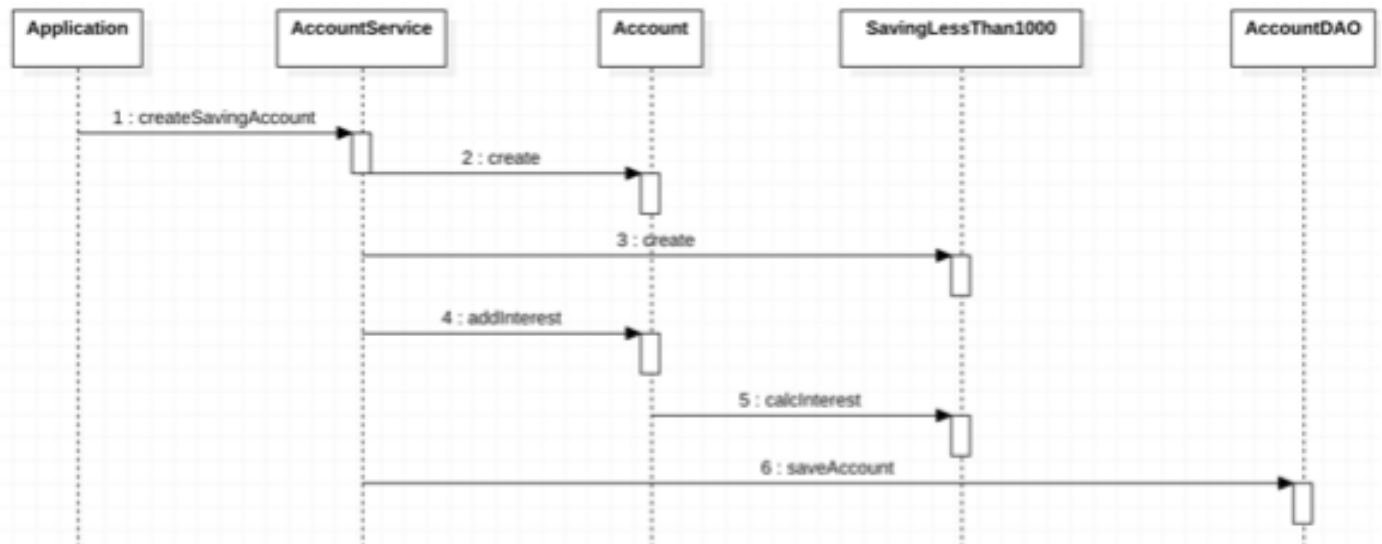 Application
AccountService
Account
SavingLessThan1000
AccountDAO
1 : createSavingAccount
2 : create
3 : create
4 : addInterest
5 : calcInterest
6 : saveAccount